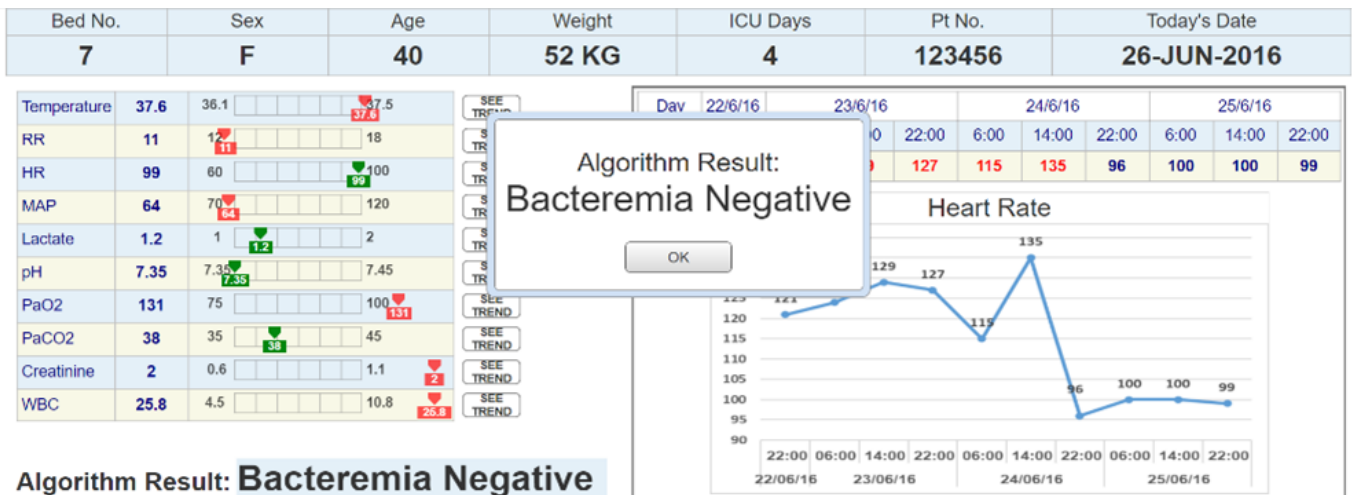 Bed No. Sex Age Weight ICU Days Pt No. Today's Date
7 F 40 52 KG 4 123456 26-JUN-2016
Temperature 37.6 36.1 37.5 37.6 SEE TREND
RR 11 12 11 18
HR 99 60 99 100
MAP 64 70 64 120
Lactate 1.2 1 1.2 2
pH 7.35 7.35 7.35 7.45
PaO2 131 75 100 131 SEE TREND
PaCO2 38 35 38 45 SEE TREND
Creatinine 2 0.6 1.1 2 SEE TREND
WBC 25.8 4.5 10.8 25.8 SEE TREND
Algorithm Result: Bacteremia Negative
Algorithm Result:
Bacteremia Negative
OK
Day 22/6/16 23/6/16 24/6/16 25/6/16
22:00 6:00 14:00 22:00 6:00 14:00 22:00
127 115 135 96 100 100 99
Heart Rate
135
129
127
121
120
115
115
110
105
100
95
90
96 100 100 99
22:00 06:00 14:00 22:00 06:00 14:00 22:00 06:00 14:00 22:00
22/06/16 23/06/16 24/06/16 25/06/16